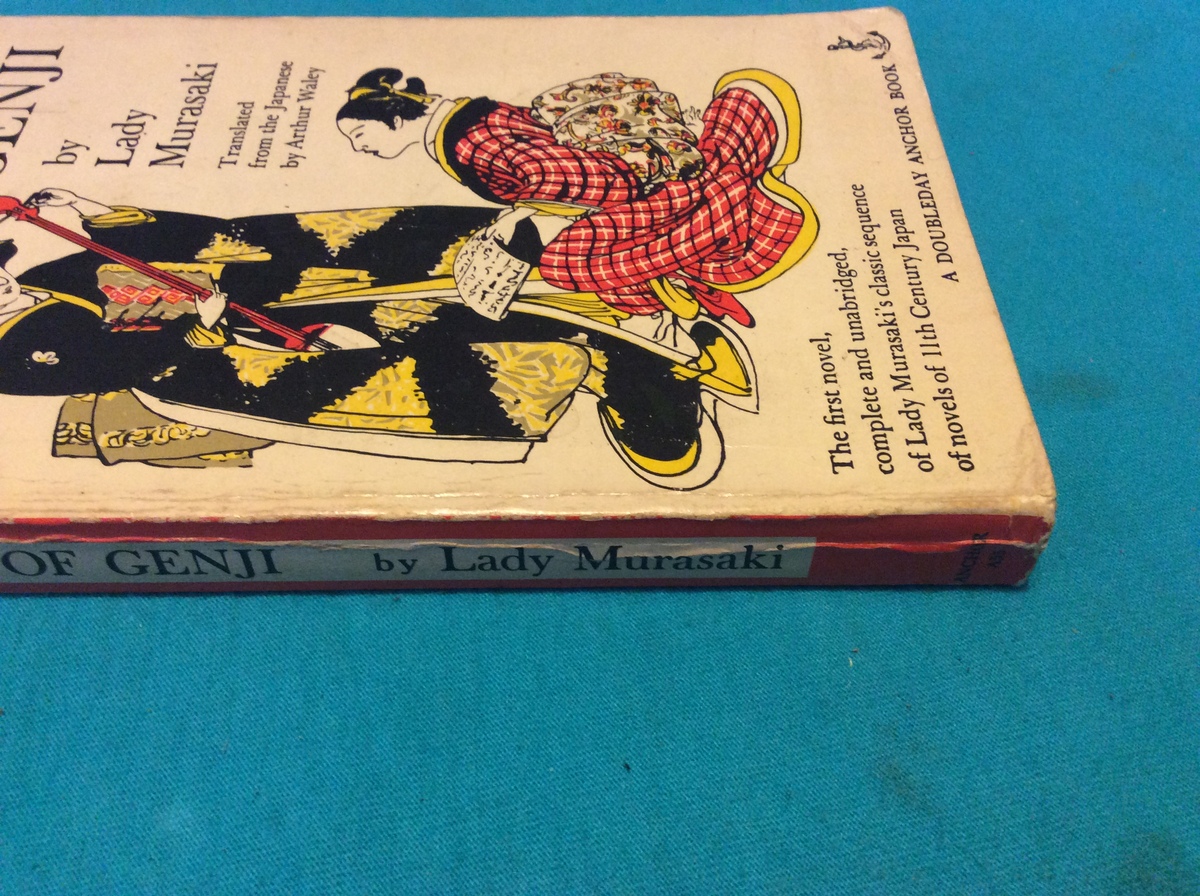 GENJI
by
Lady
Murasaki
Translated
from the Japanese
by Arthur Waley
The first novel,
complete and unabridged,
of Lady Murasaki's classic sequence
of novels of 11th Century Japan
A DOUBLEDAY ANCHOR BOOK
OF GENJI by Lady Murasaki
ANCHOR